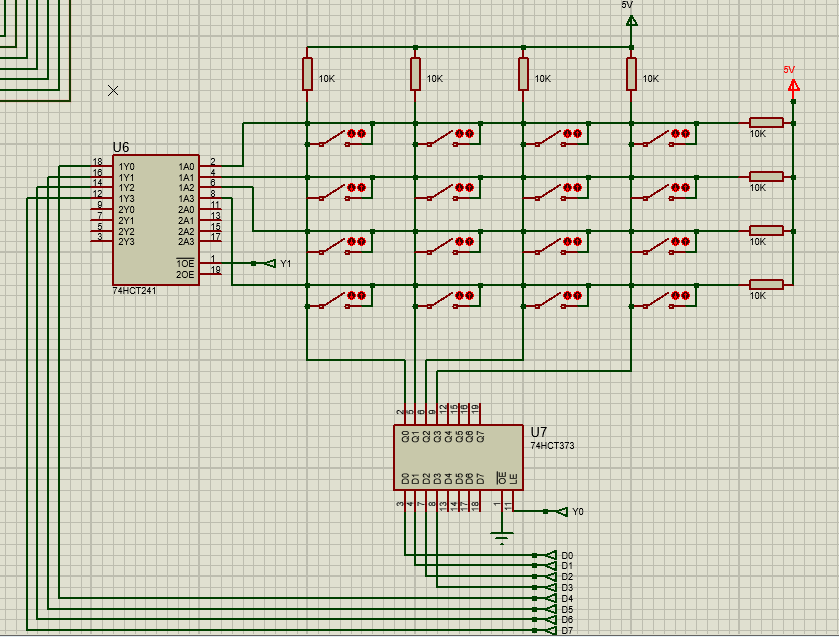 5V
5V
10K 10K 10K 10K
10K
10K
10K
10K
U6
18 1Y0 1A0 2
16 1Y1 1A1 4
14 1Y2 1A2 6
12 1Y3 1A3 8
9 2Y0 2A0 11
7 2Y1 2A1 13
5 2Y2 2A2 15
3 2Y3 2A3 17
1OE 1 Y1
2OE 19
74HCT241
2 5 6 9 12 15 16 19
Q0 Q1 Q2 Q3 Q4 Q5 Q6 Q7
U7
74HCT373
D0 D1 D2 D3 D4 D5 D6 D7 OE LE
3 4 7 8 13 14 17 18 1 11
Y0
D0
D1
D2
D3
D4
D5
D6
D7